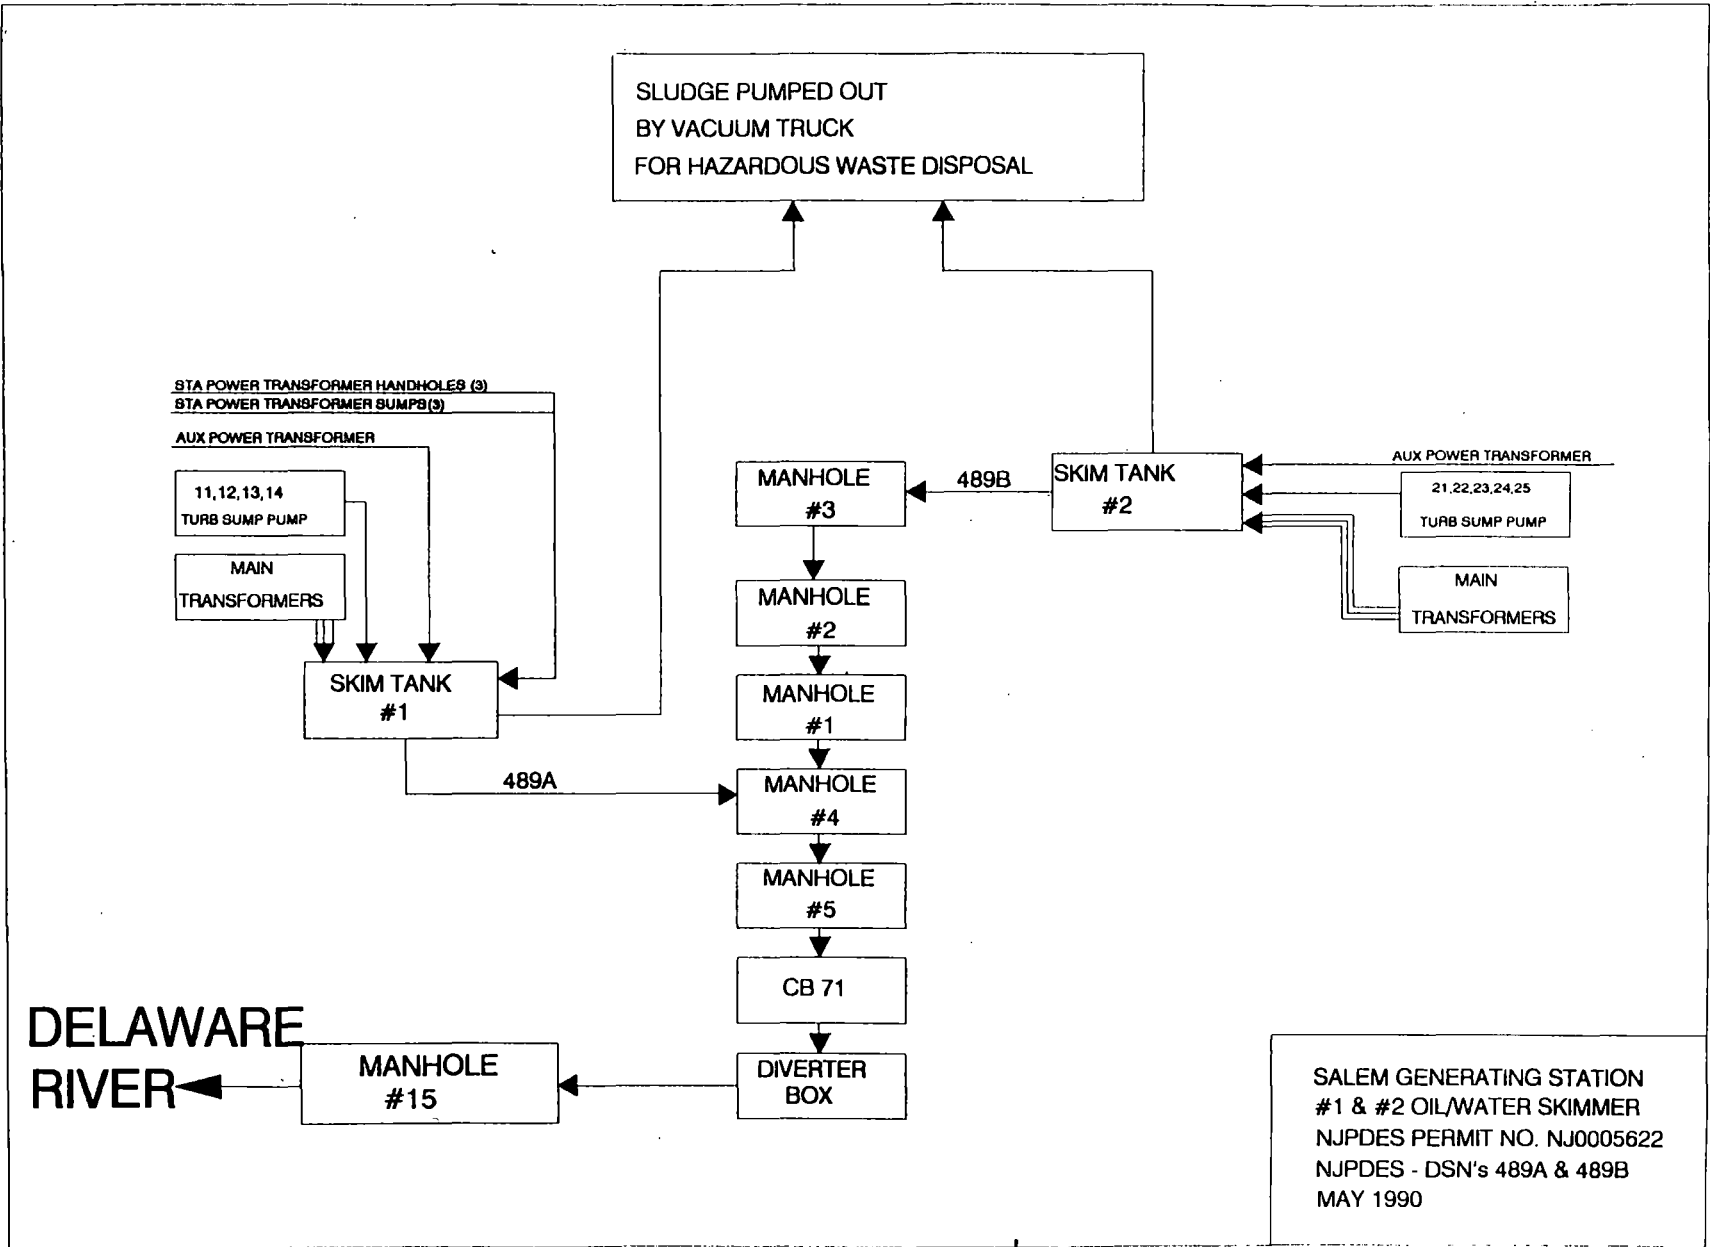 SLUDGE PUMPED OUT
BY VACUUM TRUCK
FOR HAZARDOUS WASTE DISPOSAL
STA POWER TRANSFORMER HANDHOLES (3)
STA POWER TRANSFORMER SUMPS(3)
AUX POWER TRANSFORMER
11,12,13,14
TURB SUMP PUMP
MAIN
TRANSFORMERS
SKIM TANK
#1
489A
MANHOLE
#3
489B
SKIM TANK
#2
AUX POWER TRANSFORMER
21,22,23,24,25
TURB SUMP PUMP
MAIN
TRANSFORMERS
MANHOLE
#2
MANHOLE
#1
MANHOLE
#4
MANHOLE
#5
CB 71
DIVERTER
BOX
MANHOLE
#15
DELAWARE
RIVER
SALEM GENERATING STATION
#1 & #2 OIL/WATER SKIMMER
NJPDES PERMIT NO. NJ0005622
NJPDES - DSN's 489A & 489B
MAY 1990